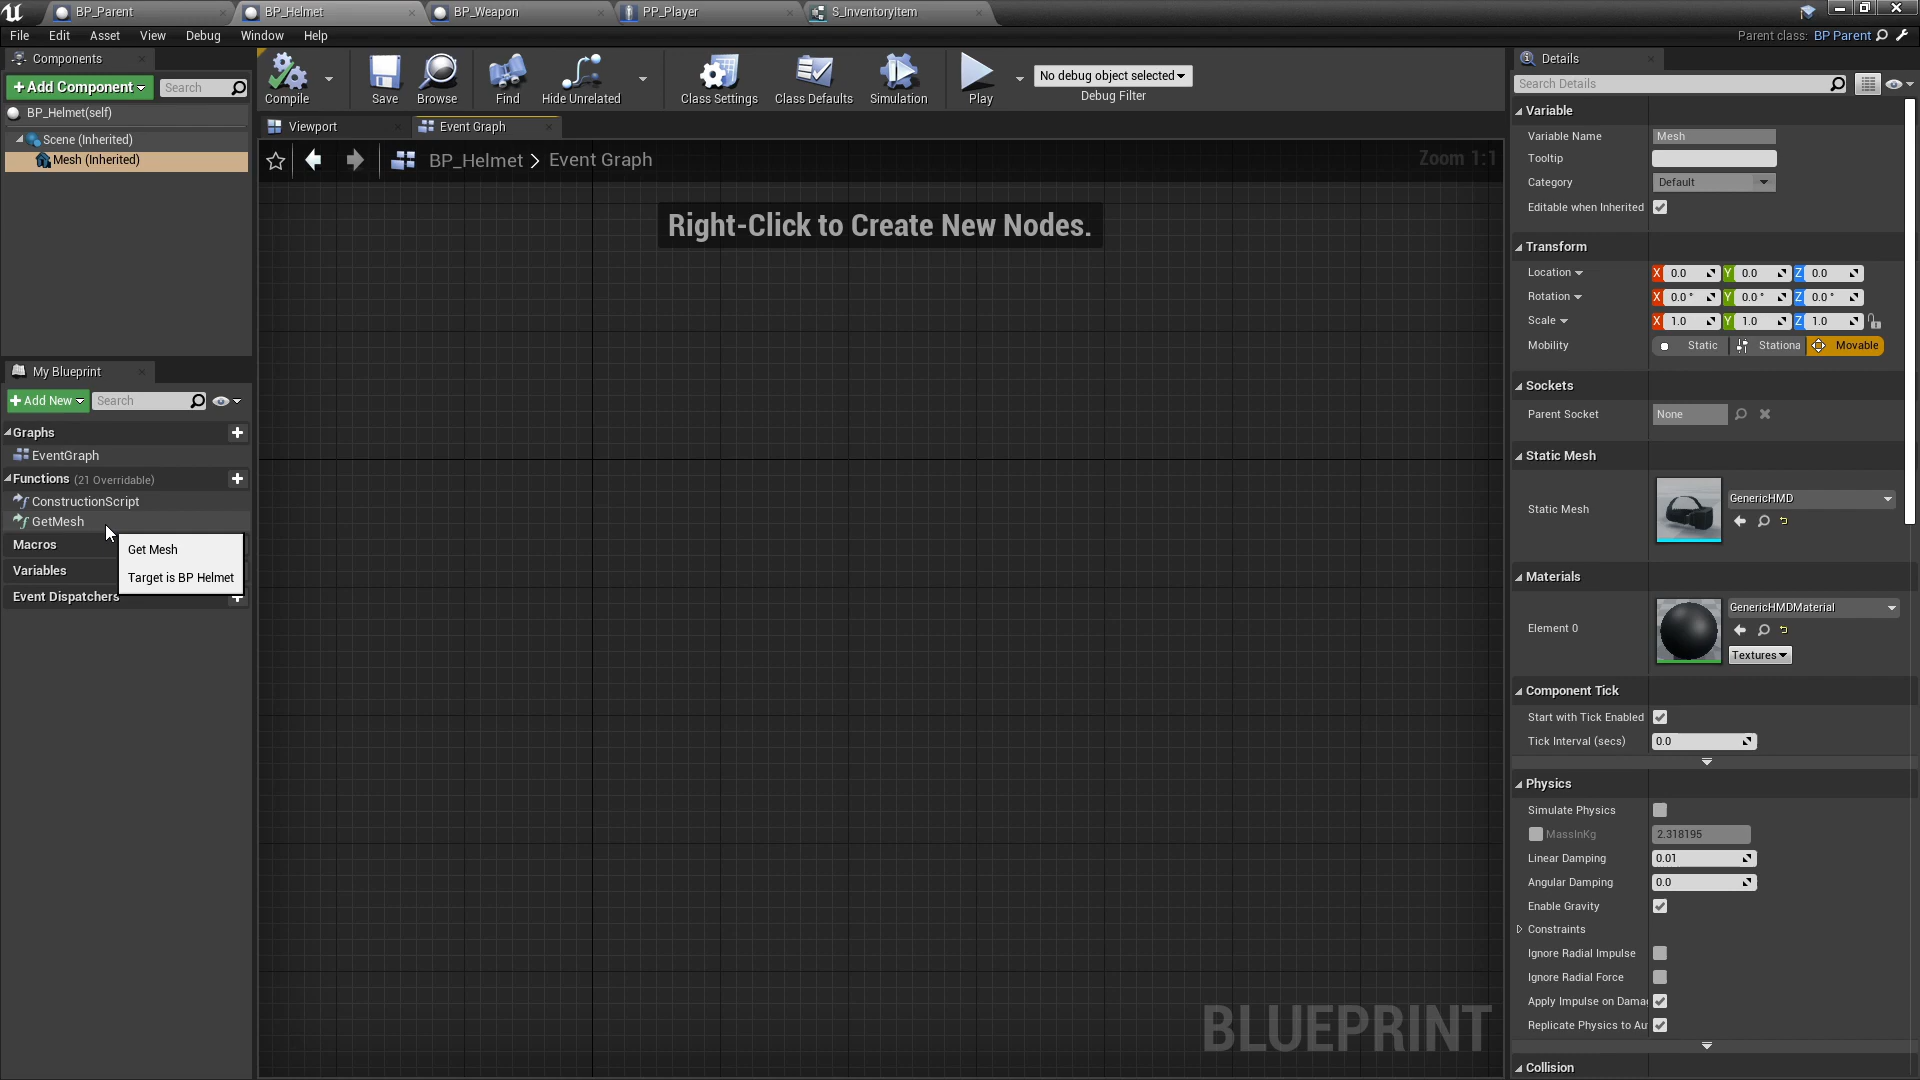 BP_Parent
BP_Helmet
BP_Weapon
PP_Player
S_InventoryItem
File Edit Asset View Debug Window Help
Parent class: BP Parent
Components
+Add Component
Search
BP_Helmet(self)
Scene (Inherited)
Mesh (Inherited)
Compile
Save
Browse
Find
Hide Unrelated
Class Settings
Class Defaults
Simulation
Play
No debug object selected
Debug Filter
Viewport
Event Graph
BP_Helmet > Event Graph
Zoom 1:1
Right-Click to Create New Nodes.
BLUEPRINT
My Blueprint
+Add New
Search
Graphs
EventGraph
Functions (21 Overridable)
ConstructionScript
GetMesh
Macros
Variables
Event Dispatchers
Get Mesh
Target is BP Helmet
Details
Search Details
Variable
Variable Name Mesh
Tooltip
Category Default
Editable when Inherited
Transform
Location X 0.0 Y 0.0 Z 0.0
Rotation X 0.0 ° Y 0.0 ° Z 0.0 °
Scale X 1.0 Y 1.0 Z 1.0
Mobility Static Stationa Movable
Sockets
Parent Socket None
Static Mesh
Static Mesh GenericHMD
Materials
Element 0 GenericHMDMaterial
Textures
Component Tick
Start with Tick Enabled
Tick Interval (secs) 0.0
Physics
Simulate Physics
MassInKg 2.318195
Linear Damping 0.01
Angular Damping 0.0
Enable Gravity
Constraints
Ignore Radial Impulse
Ignore Radial Force
Apply Impulse on Damag
Replicate Physics to Au
Collision